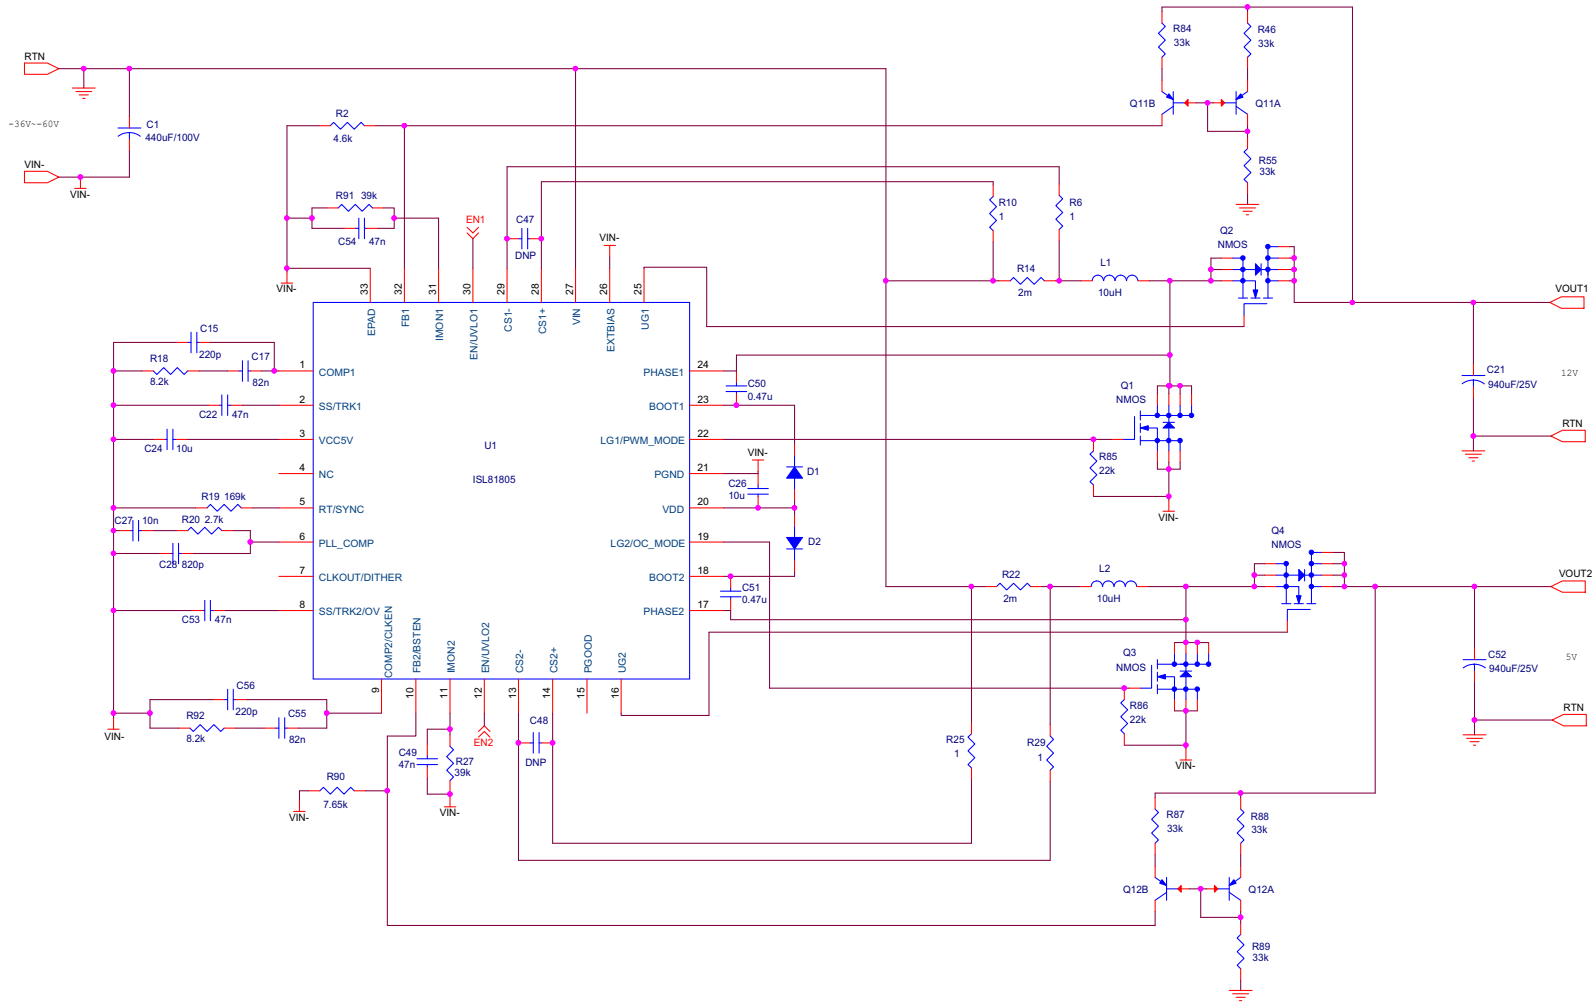 RTN
-36V~-60V
C1
440uF/100V
VIN-
VIN-
R2
4.6k
R91 39k
C54 47n
VIN-
EN1
C47
DNP
VIN-
R10
1
R6
1
R14
2m
L1
10uH
R84
33k
R46
33k
Q11B
Q11A
R55
33k
Q2
NMOS
VOUT1
C21
940uF/25V
12V
RTN
33
32
31
30
29
28
27
26
25
EPAD
FB1
IMON1
EN/UVLO1
CS1-
CS1+
VIN
EXTBIAS
UG1
C15
220p
R18
8.2k
C17
82n
C22 47n
C24 10u
R19 169k
C27 10n
R20 2.7k
C28 820p
C53 47n
1 COMP1
2 SS/TRK1
3 VCC5V
4 NC
5 RT/SYNC
6 PLL_COMP
7 CLKOUT/DITHER
8 SS/TRK2/OV
U1
ISL81805
PHASE1 24
BOOT1 23
LG1/PWM_MODE 22
PGND 21
VDD 20
LG2/OC_MODE 19
BOOT2 18
PHASE2 17
C50
0.47u
VIN-
C26
10u
D1
D2
C51
0.47u
Q1
NMOS
R85
22k
VIN-
Q4
NMOS
R22
2m
L2
10uH
VOUT2
Q3
NMOS
R86
22k
VIN-
C52
940uF/25V
5V
RTN
COMP2/CLKEN
FB2/BSTEN
IMON2
EN/UVLO2
CS2-
CS2+
PGOOD
UG2
9
10
11
12
13
14
15
16
C56
220p
R92
8.2k
C55
82n
VIN-
C49
47n
R27
39k
VIN-
EN2
C48
DNP
R90
7.65k
VIN-
R25
1
R29
1
R87
33k
R88
33k
Q12B
Q12A
R89
33k